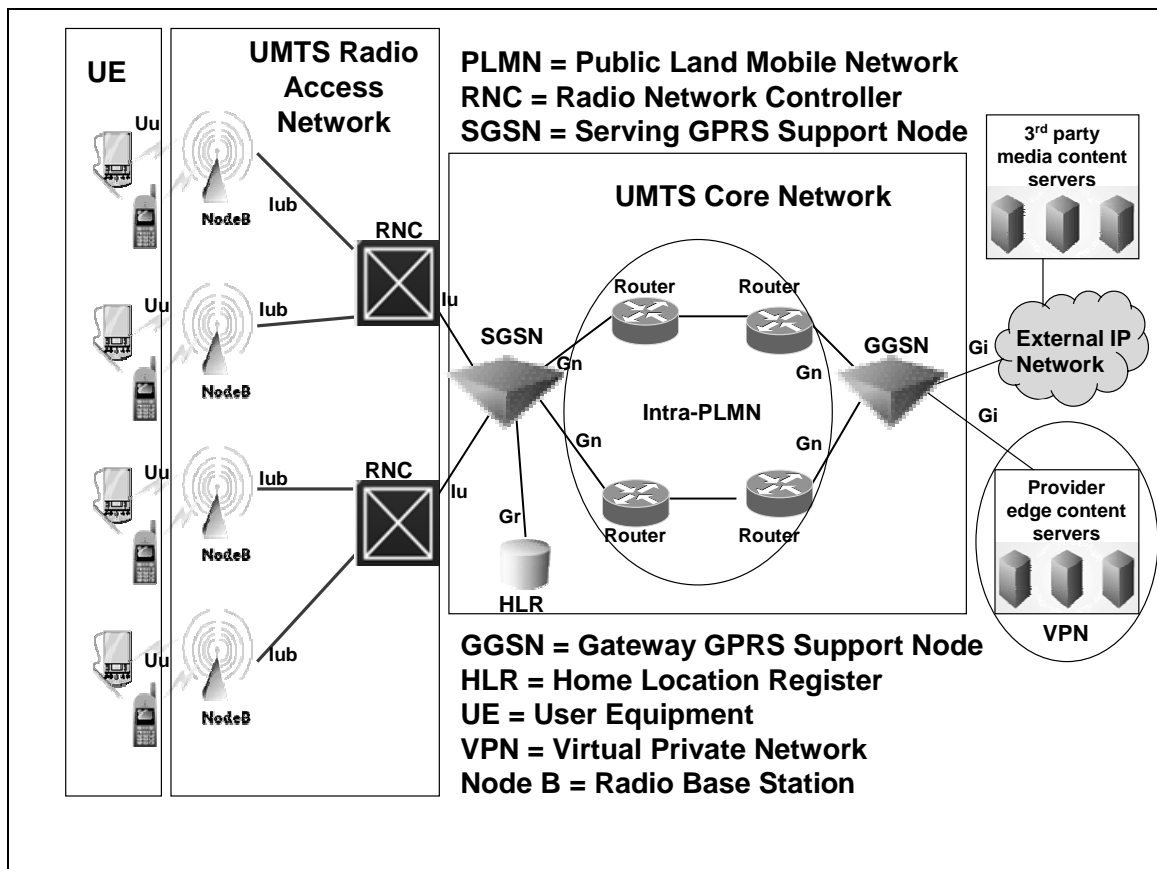 UE
UMTS Radio
Access
Network
PLMN = Public Land Mobile Network
RNC = Radio Network Controller
SGSN = Serving GPRS Support Node
Uu
NodeB
Iub
RNC
Uu
NodeB
Iub
Iu
Uu
NodeB
Iub
RNC
Iu
Uu
NodeB
Iub
UMTS Core Network
SGSN
Gn
Gn
Gr
HLR
Router
Router
Intra-PLMN
Router
Router
Gn
Gn
GGSN
Gi
Gi
3rd party
media content
servers
External IP
Network
Provider
edge content
servers
VPN
GGSN = Gateway GPRS Support Node
HLR = Home Location Register
UE = User Equipment
VPN = Virtual Private Network
Node B = Radio Base Station